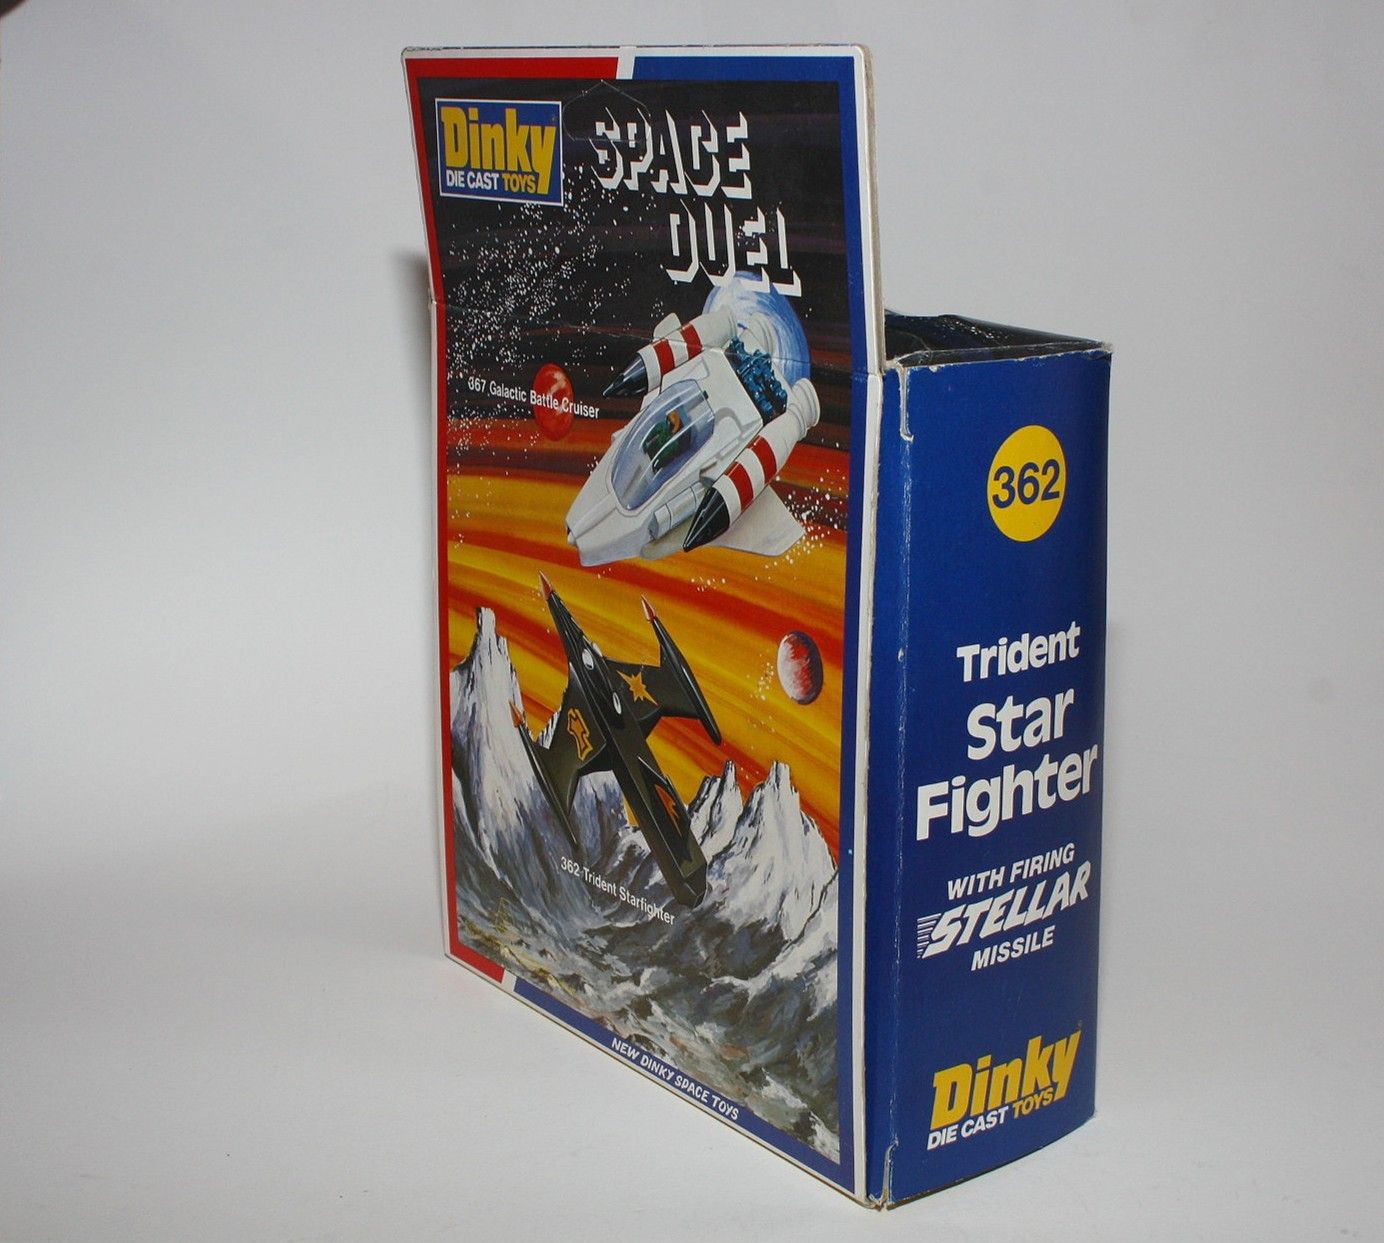 Dinky
DIE CAST TOYS
SPACE
DUEL
367 Galactic Battle Cruiser
362 Trident Starfighter
NEW DINKY SPACE TOYS
362
Trident
Star
Fighter
WITH FIRING
STELLAR
MISSILE
Dinky
DIE CAST TOYS